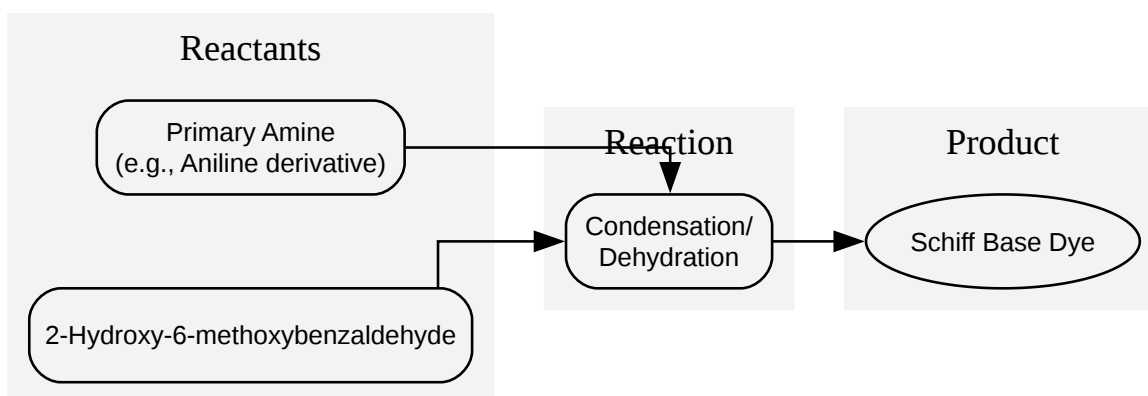 Reactants
Primary Amine
(e.g., Aniline derivative)
2-Hydroxy-6-methoxybenzaldehyde
Reaction
Condensation/
Dehydration
Product
Schiff Base Dye